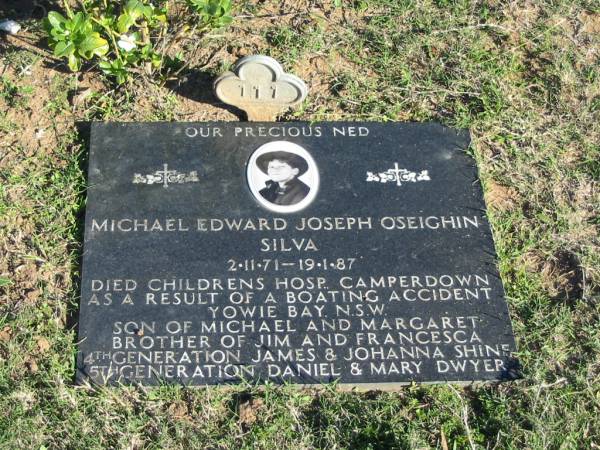 111
OUR PRECIOUS NED
MICHAEL EDWARD JOSEPH OSEIGHIN
SILVA
2·11·71–19·1·87
DIED CHILDRENS HOSP. CAMPERDOWN
AS A RESULT OF A BOATING ACCIDENT
YOWIE BAY, N.S.W.
SON OF MICHAEL AND MARGARET
BROTHER OF JIM AND FRANCESCA
4TH GENERATION JAMES & JOHANNA SHINE
5TH GENERATION DANIEL & MARY DWYER